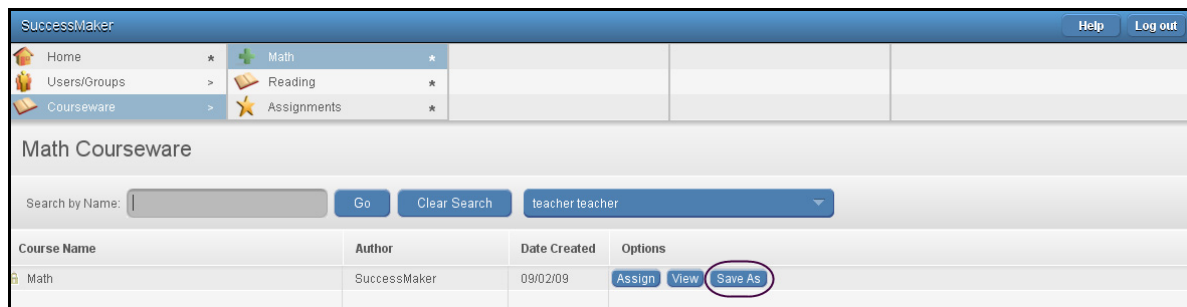 SuccessMaker Help Log out
Home * Math *
Users/Groups > Reading *
Courseware > Assignments *
Math Courseware
Search by Name: Go Clear Search teacher teacher
Course Name Author Date Created Options
Math SuccessMaker 09/02/09 Assign View Save As